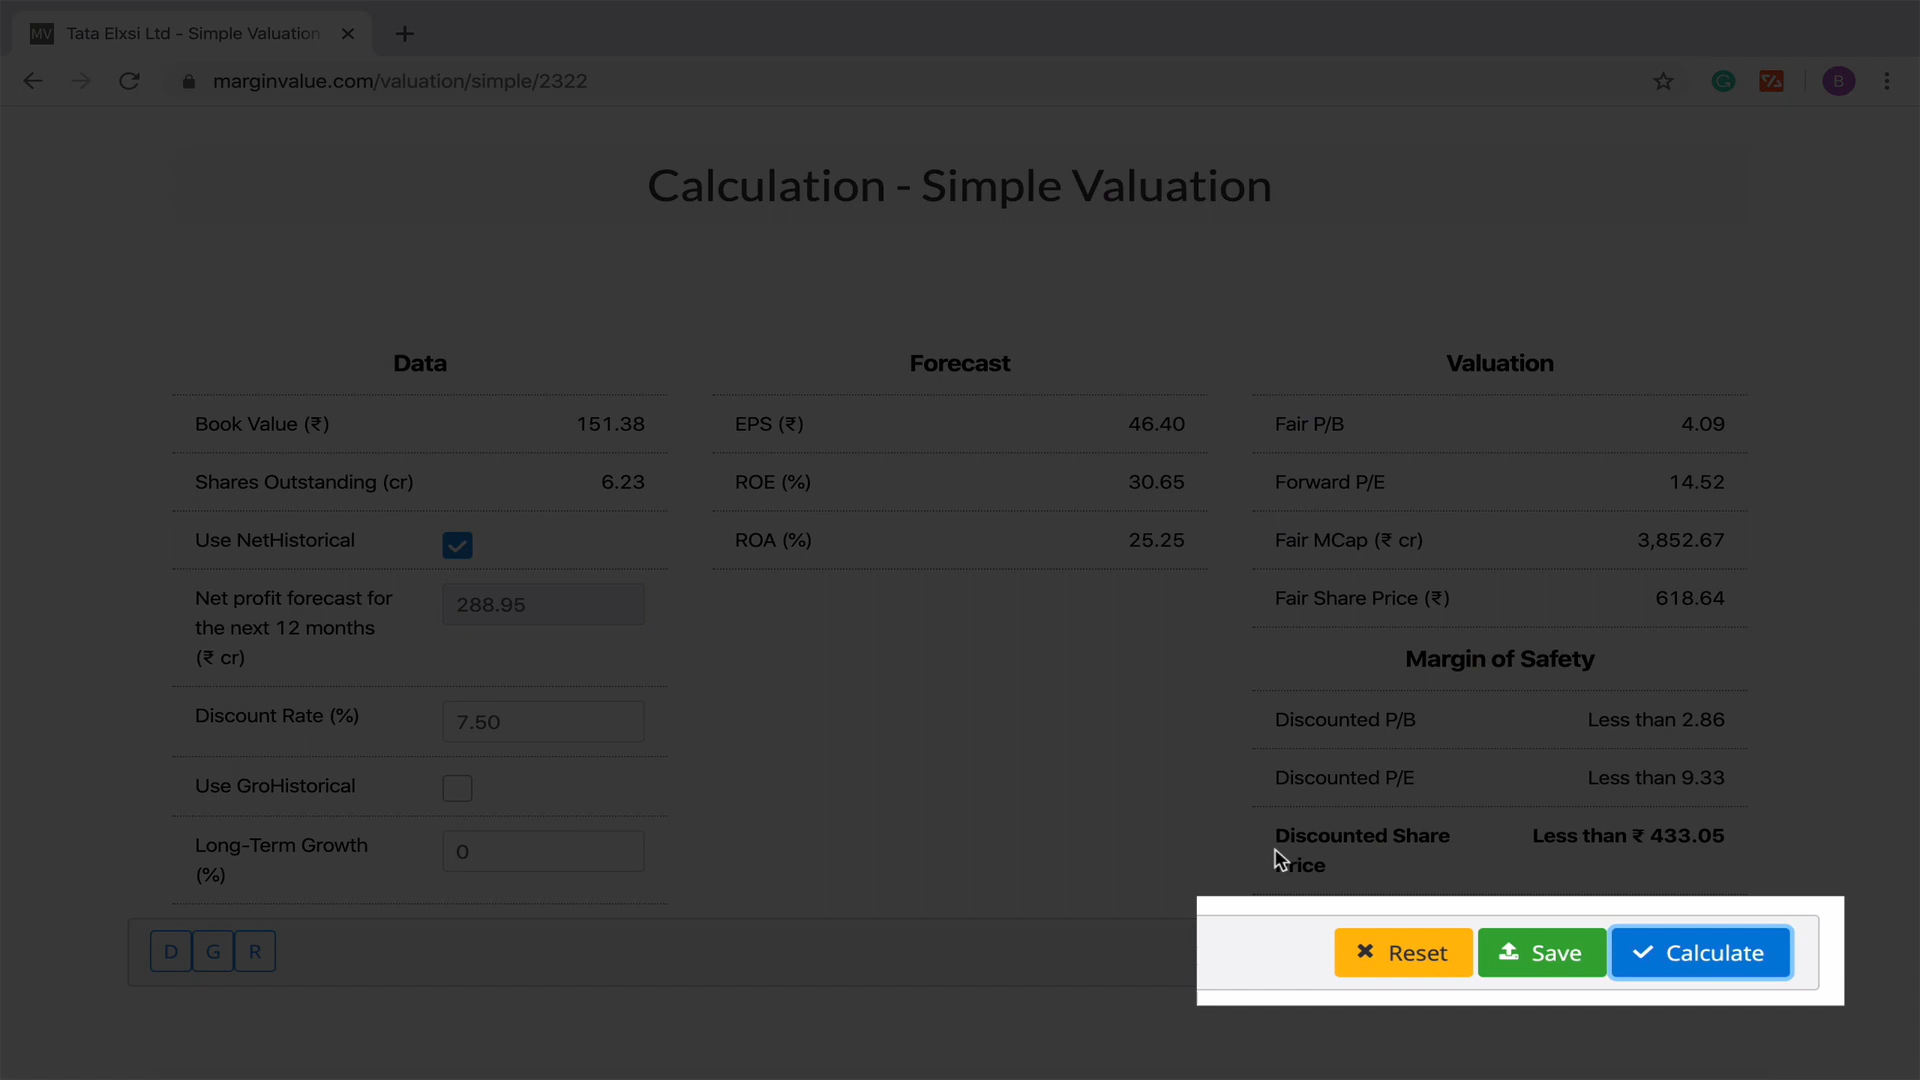 MV Tata Elxsi Ltd - Simple Valuation
marginvalue.com/valuation/simple/2322
B
Calculation - Simple Valuation
Data
Book Value (₹) 151.38
Shares Outstanding (cr) 6.23
Use NetHistorical
Net profit forecast for
the next 12 months
(₹ cr)
288.95
Discount Rate (%) 7.50
Use GroHistorical
Long-Term Growth
(%)
0
Forecast
EPS (₹) 46.40
ROE (%) 30.65
ROA (%) 25.25
Valuation
Fair P/B 4.09
Forward P/E 14.52
Fair MCap (₹ cr) 3,852.67
Fair Share Price (₹) 618.64
Margin of Safety
Discounted P/B Less than 2.86
Discounted P/E Less than 9.33
Discounted Share
Price
Less than ₹ 433.05
D G R
Reset Save Calculate